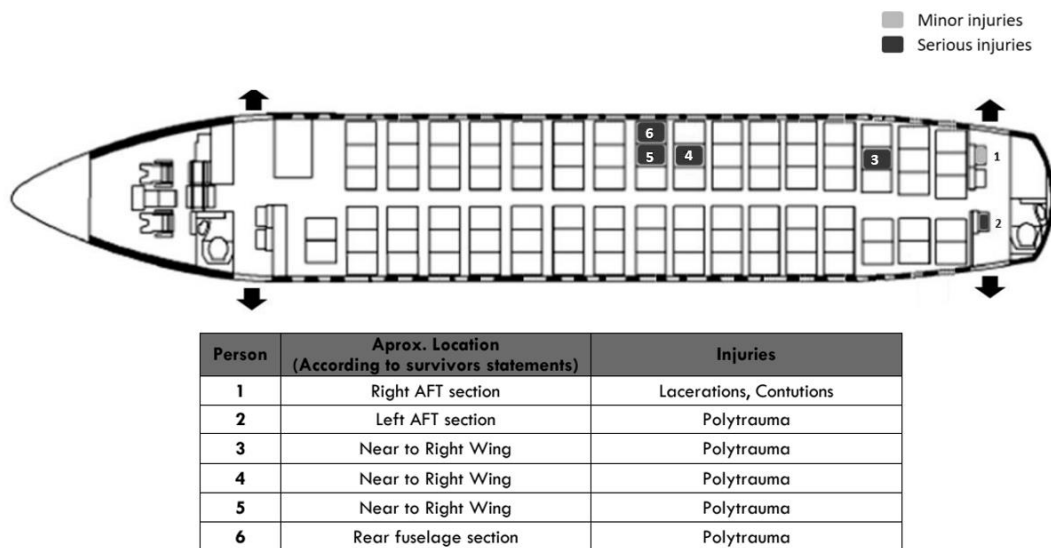 Minor injuries
Serious injuries
6
5
4
3
1
2
Person
Aprox. Location
(According to survivors statements)
Injuries
1
Right AFT section
Lacerations, Contutions
2
Left AFT section
Polytrauma
3
Near to Right Wing
Polytrauma
4
Near to Right Wing
Polytrauma
5
Near to Right Wing
Polytrauma
6
Rear fuselage section
Polytrauma